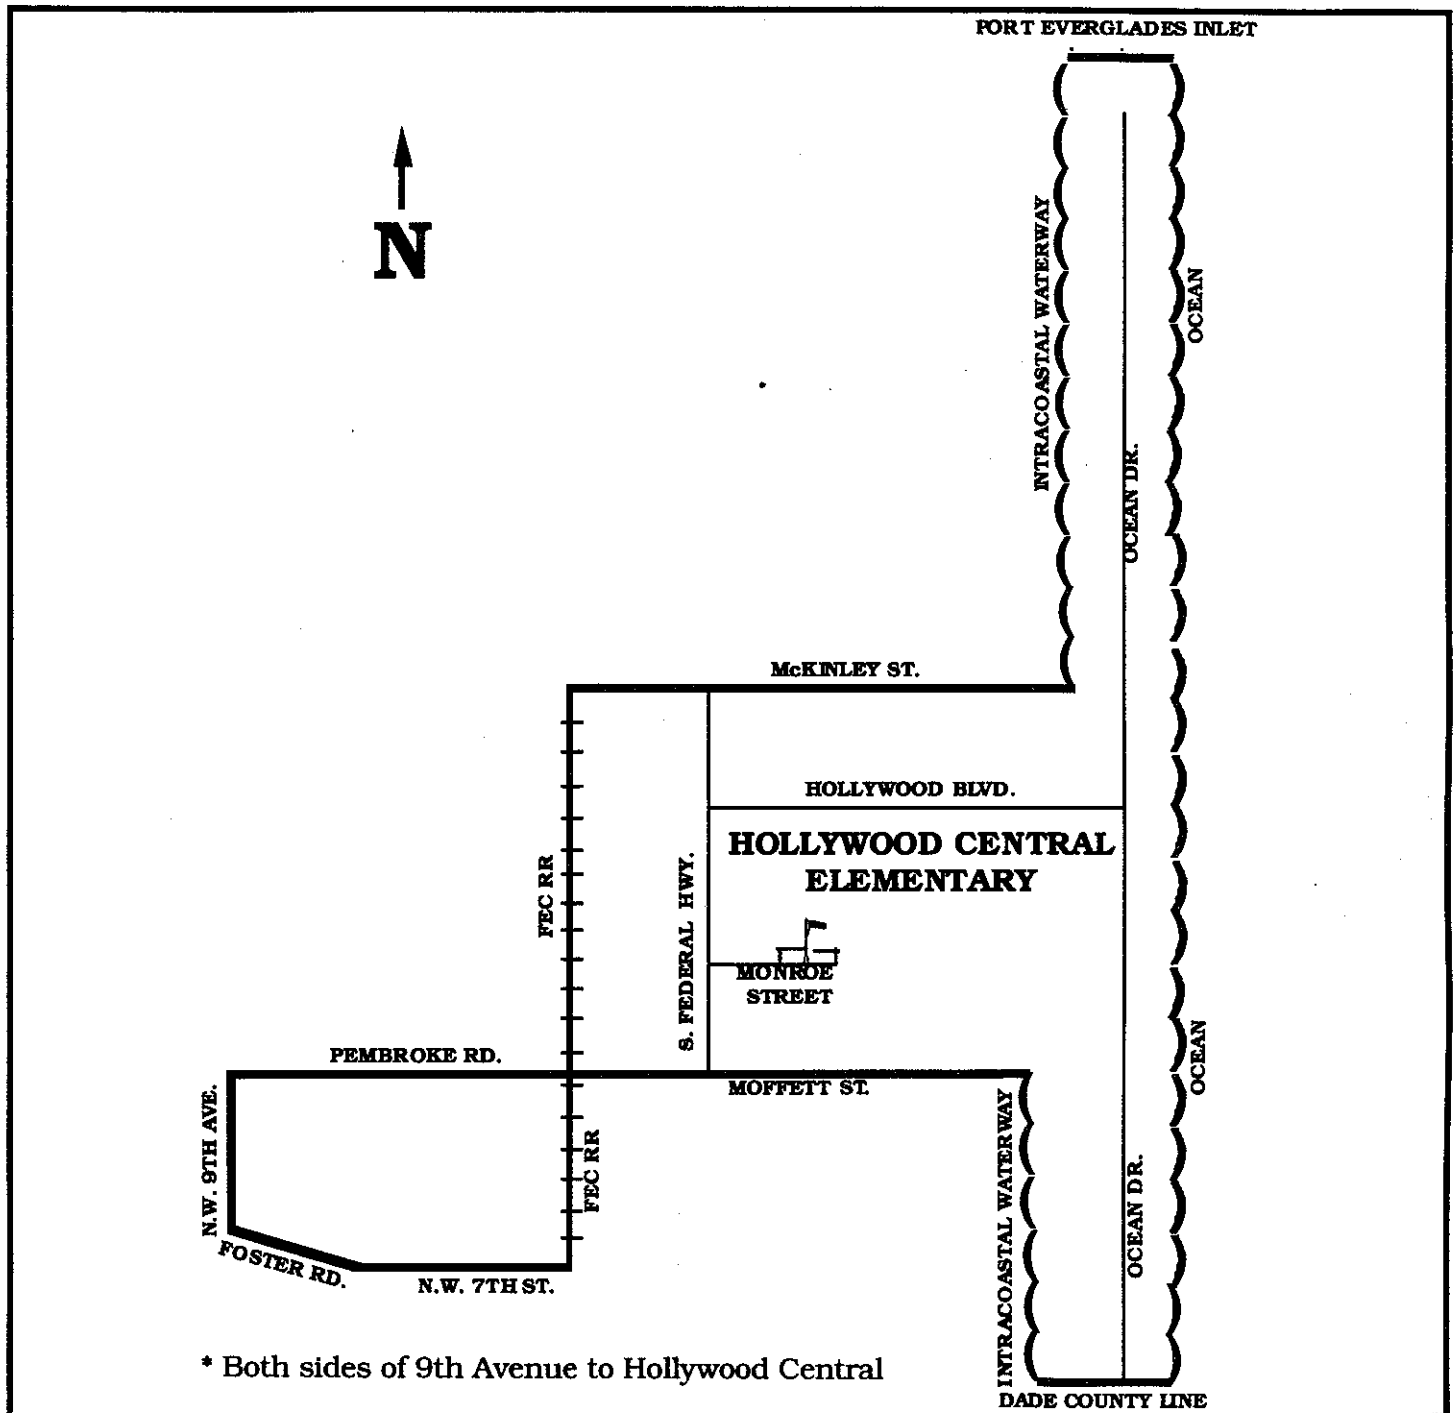 PORT EVERGLADES INLET
N
INTRACOASTAL WATERWAY
OCEAN
OCEAN DR.
McKINLEY ST.
HOLLYWOOD BLVD.
HOLLYWOOD CENTRAL
ELEMENTARY
FEC RR
S. FEDERAL HWY.
MONROE
STREET
PEMBROKE RD.
MOFFETT ST.
OCEAN
N.W. 9TH AVE.
FEC RR
INTRACOASTAL WATERWAY
OCEAN DR.
FOSTER RD.
N.W. 7TH ST.
* Both sides of 9th Avenue to Hollywood Central
DADE COUNTY LINE